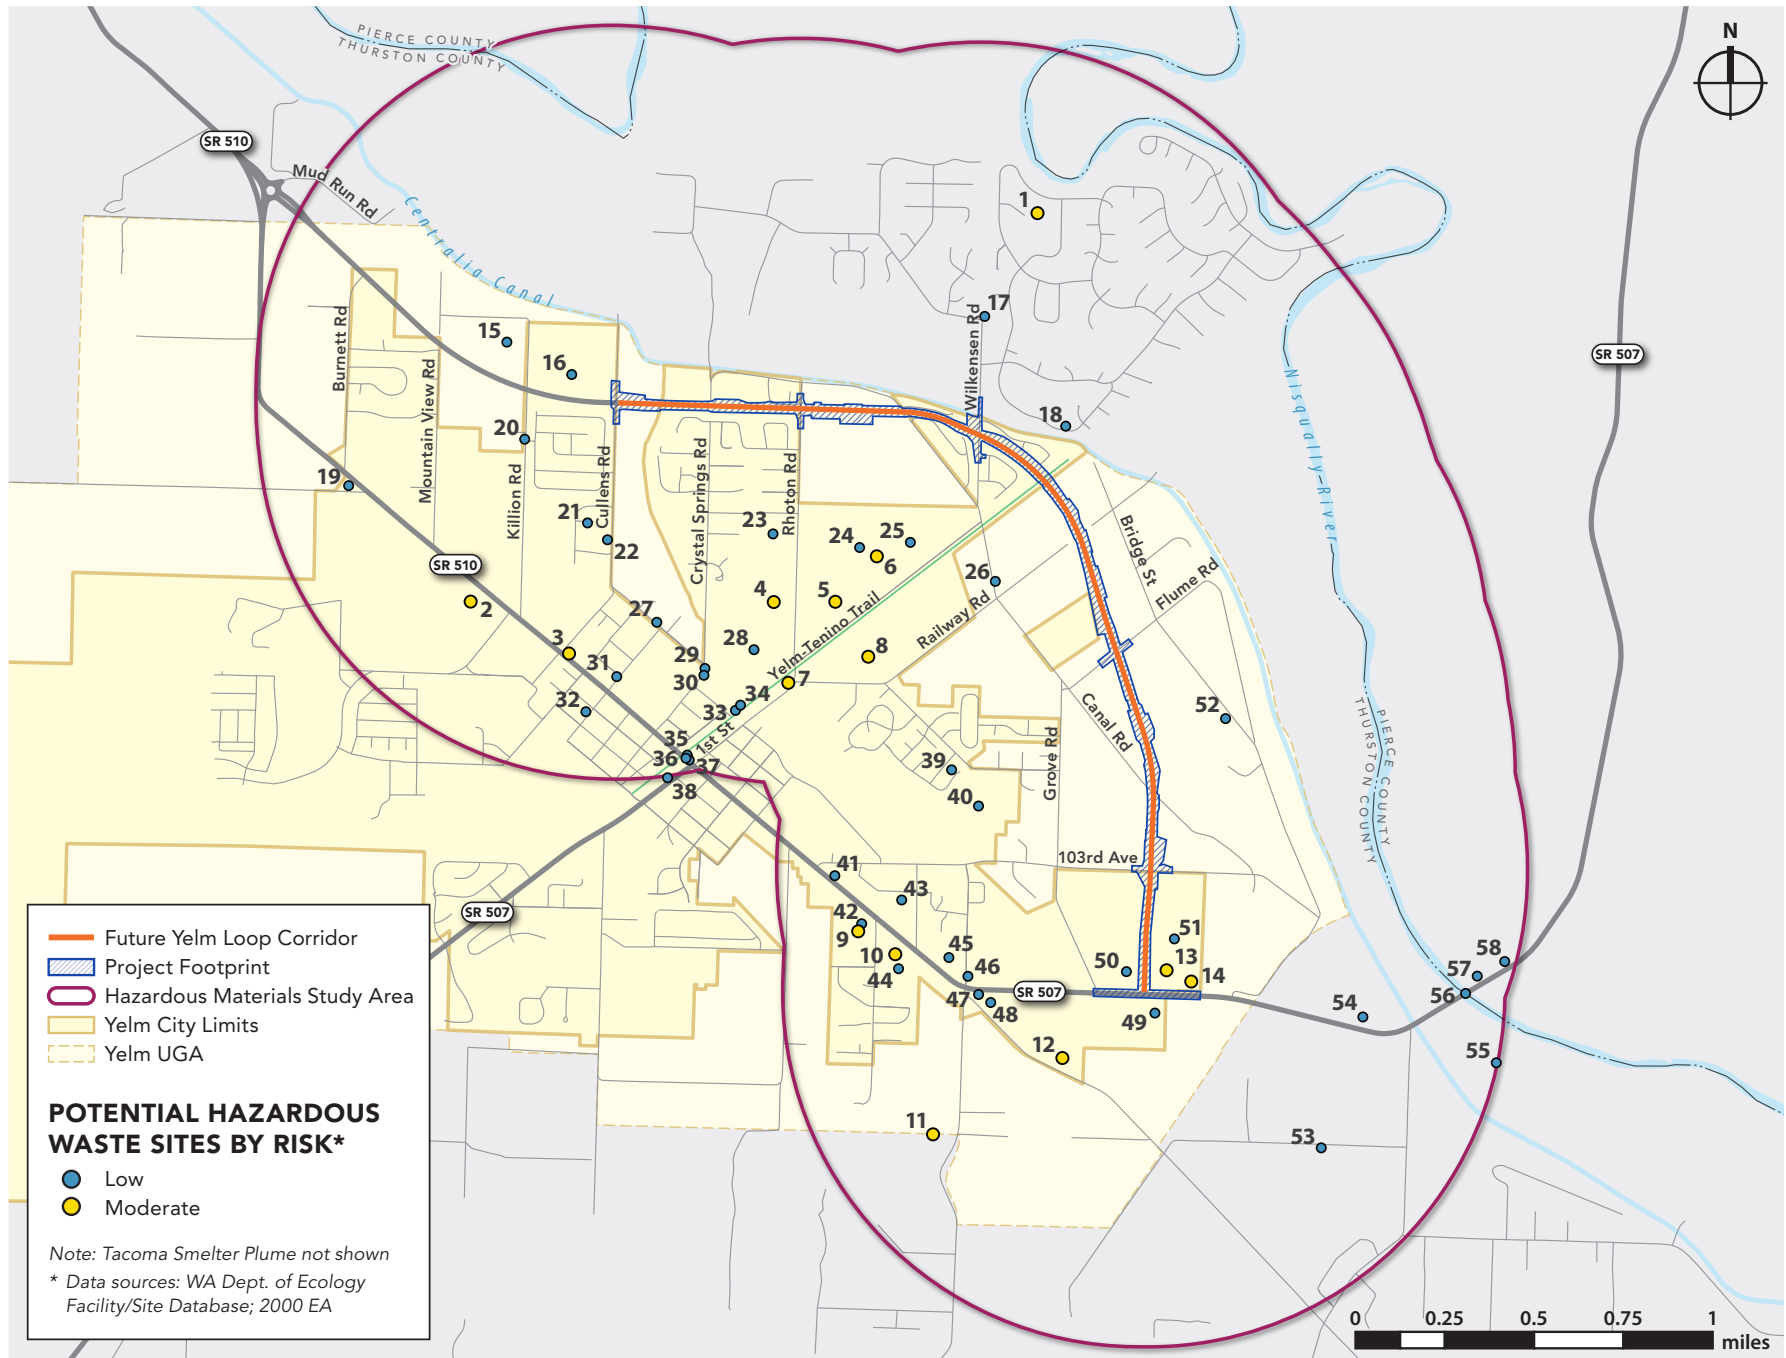 PIERCE COUNTY
THURSTON COUNTY
N
SR 510
Mud Run Rd
Centralia Canal
1
17
Wilkensen Rd
SR 507
15
16
Burnett Rd
Mountain View Rd
18
20
Killion Rd
Cullens Rd
Crystal Springs Rd
Rhoton Rd
19
21
22
23
24
25
6
Bridge St
Flume Rd
Nisqually River
SR 510
2
26
4
5
Yelm-Tenino Trail
Railway Rd
27
3
28
8
31
29
30
7
32
34
33
1st St
35
36
37
38
Canal Rd
Grove Rd
52
39
40
PIERCE COUNTY
THURSTON COUNTY
103rd Ave
41
43
42
9
10
44
45
46
47
48
SR 507
50
51
13
14
49
12
SR 507
58
57
56
54
55
11
53
Future Yelm Loop Corridor
Project Footprint
Hazardous Materials Study Area
Yelm City Limits
Yelm UGA
POTENTIAL HAZARDOUS
WASTE SITES BY RISK*
Low
Moderate
Note: Tacoma Smelter Plume not shown
* Data sources: WA Dept. of Ecology
Facility/Site Database; 2000 EA
0 0.25 0.5 0.75 1
miles